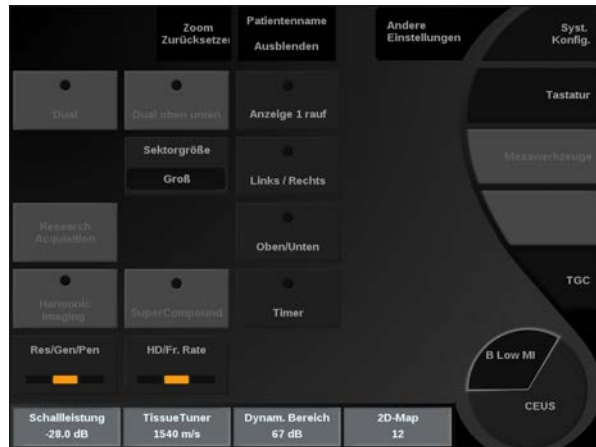 Zoom
Zurücksetzer
Patientenname
Ausblenden
Andere
Einstellungen
Syst.
Konfig.
Dual
Dual oben unten
Anzeige 1 rauf
Tastatur
Sektorgröße
Groß
Links / Rechts
Messwerkzeuge
Research
Acquisition
Oben/Unten
Harmonic
Imaging
SuperCompound
Timer
TGC
Res/Gen/Pen
HD/Fr. Rate
B Low MI
CEUS
Schallleistung
-28.0 dB
TissueTuner
1540 m/s
Dynam. Bereich
67 dB
2D-Map
12